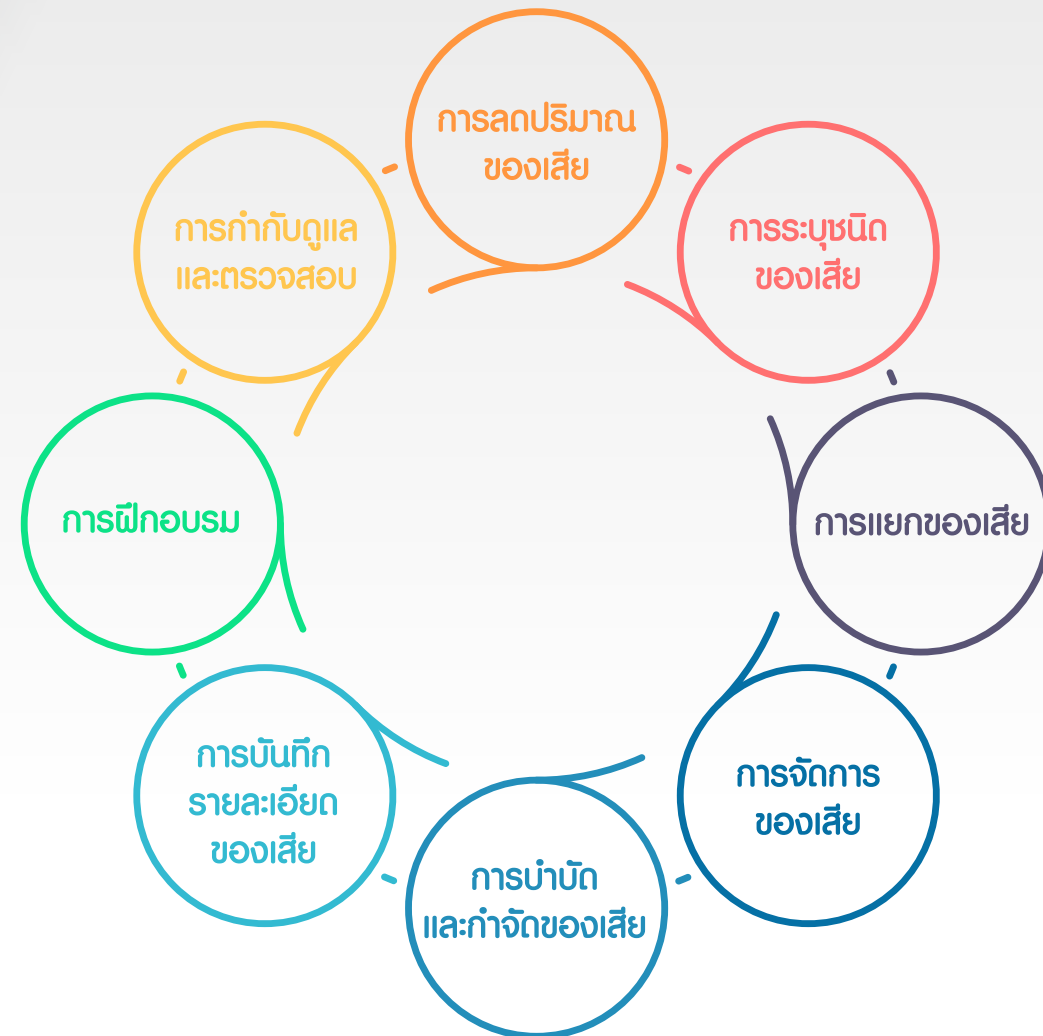 การลดปริมาณ
ของเสีย
การระบุชนิด
ของเสีย
การแยกของเสีย
การจัดการ
ของเสีย
การบำบัด
และกำจัดของเสีย
การบันทึก
รายละเอียด
ของเสีย
การฝึกอบรม
การกำกับดูแล
และตรวจสอบ